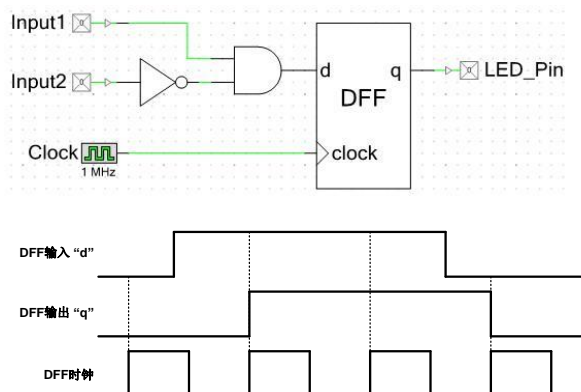 Input1
Input2
d
q
DFF
LED_Pin
Clock
1 MHz
clock
DFF输入 “d”
DFF输出 “q”
DFF时钟